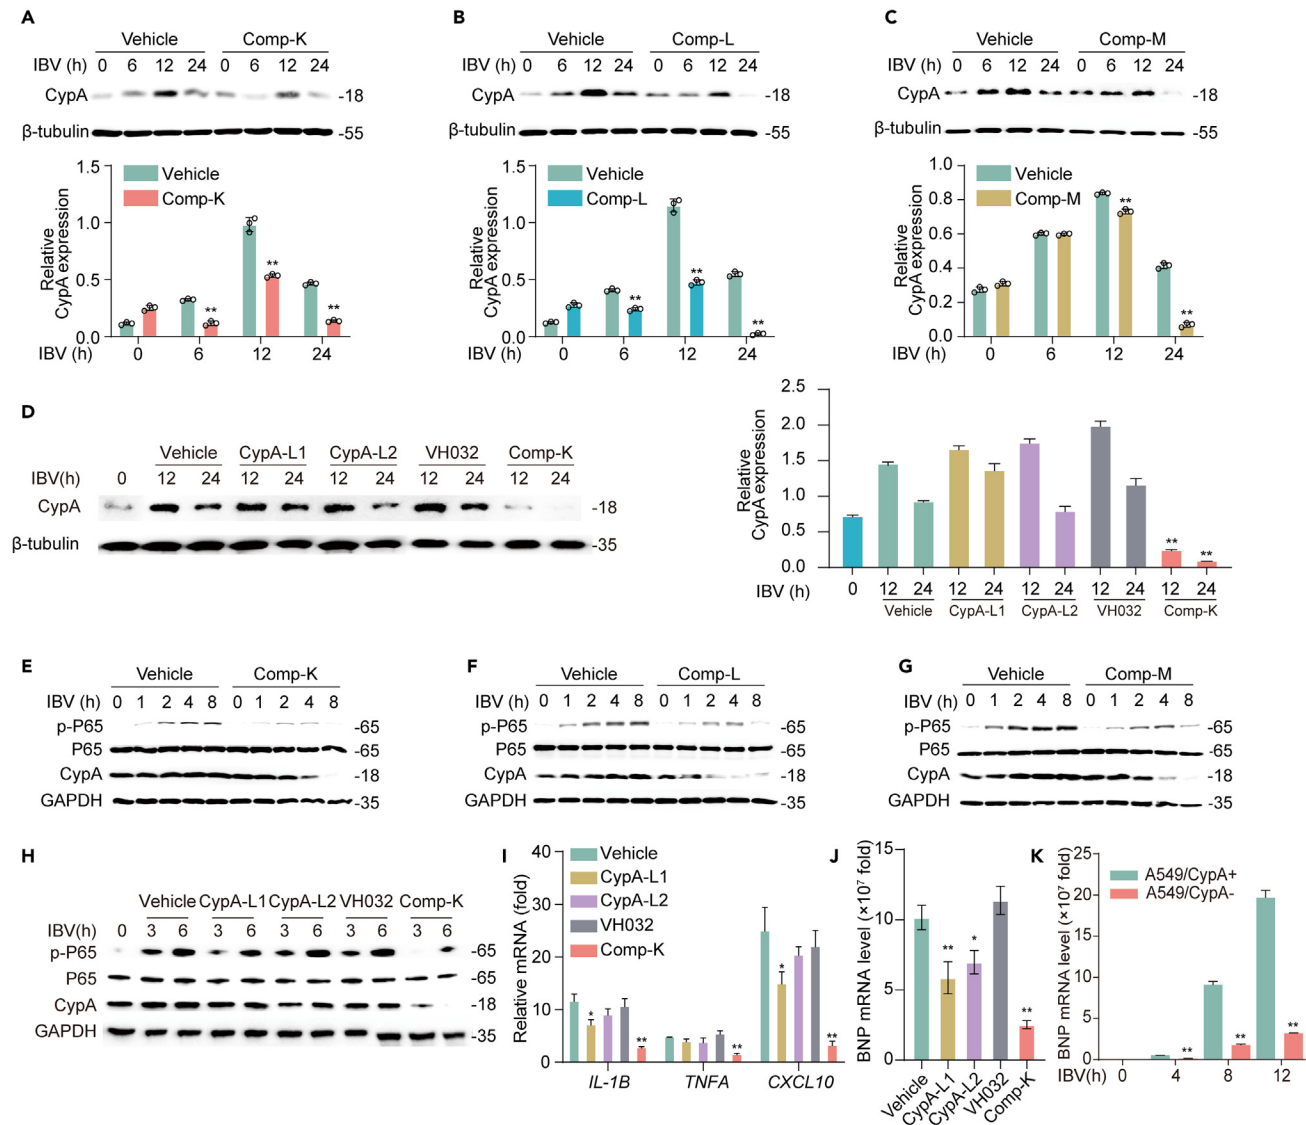 A
Vehicle Comp-K
IBV (h) 0 6 12 24 0 6 12 24
CypA -18
β-tubulin -55
Relative CypA expression
1.5
1.0
0.5
0.0
Vehicle
Comp-K
** ** **
IBV (h) 0 6 12 24
B
Vehicle Comp-L
IBV (h) 0 6 12 24 0 6 12 24
CypA -18
β-tubulin -55
Relative CypA expression
1.5
1.0
0.5
0.0
Vehicle
Comp-L
** ** **
IBV (h) 0 6 12 24
C
Vehicle Comp-M
IBV (h) 0 6 12 24 0 6 12 24
CypA -18
β-tubulin -55
Relative CypA expression
1.0
0.8
0.6
0.4
0.2
0.0
Vehicle
Comp-M
** **
IBV (h) 0 6 12 24
D
Vehicle CypA-L1 CypA-L2 VH032 Comp-K
IBV(h) 0 12 24 12 24 12 24 12 24 12 24
CypA -18
β-tubulin -35
Relative CypA expression
2.5
2.0
1.5
1.0
0.5
0.0
** **
IBV (h) 0 12 24 12 24 12 24 12 24 12 24
Vehicle CypA-L1 CypA-L2 VH032 Comp-K
E
Vehicle Comp-K
IBV (h) 0 1 2 4 8 0 1 2 4 8
p-P65 -65
P65 -65
CypA -18
GAPDH -35
F
Vehicle Comp-L
IBV (h) 0 1 2 4 8 0 1 2 4 8
p-P65 -65
P65 -65
CypA -18
GAPDH -35
G
Vehicle Comp-M
IBV (h) 0 1 2 4 8 0 1 2 4 8
p-P65 -65
P65 -65
CypA -18
GAPDH -35
H
Vehicle CypA-L1 CypA-L2 VH032 Comp-K
IBV(h) 0 3 6 3 6 3 6 3 6 3 6
p-P65 -65
P65 -65
CypA -18
GAPDH -35
I
Relative mRNA (fold)
40
30
20
10
0
Vehicle
CypA-L1
CypA-L2
VH032
Comp-K
* ** ** * **
IL-1B TNFA CXCL10
J
BNP mRNA level (×10⁷ fold)
15
10
5
0
** * **
Vehicle CypA-L1 CypA-L2 VH032 Comp-K
K
BNP mRNA level (×10⁷ fold)
25
20
15
10
5
0
A549/CypA+
A549/CypA-
** ** **
IBV(h) 0 4 8 12